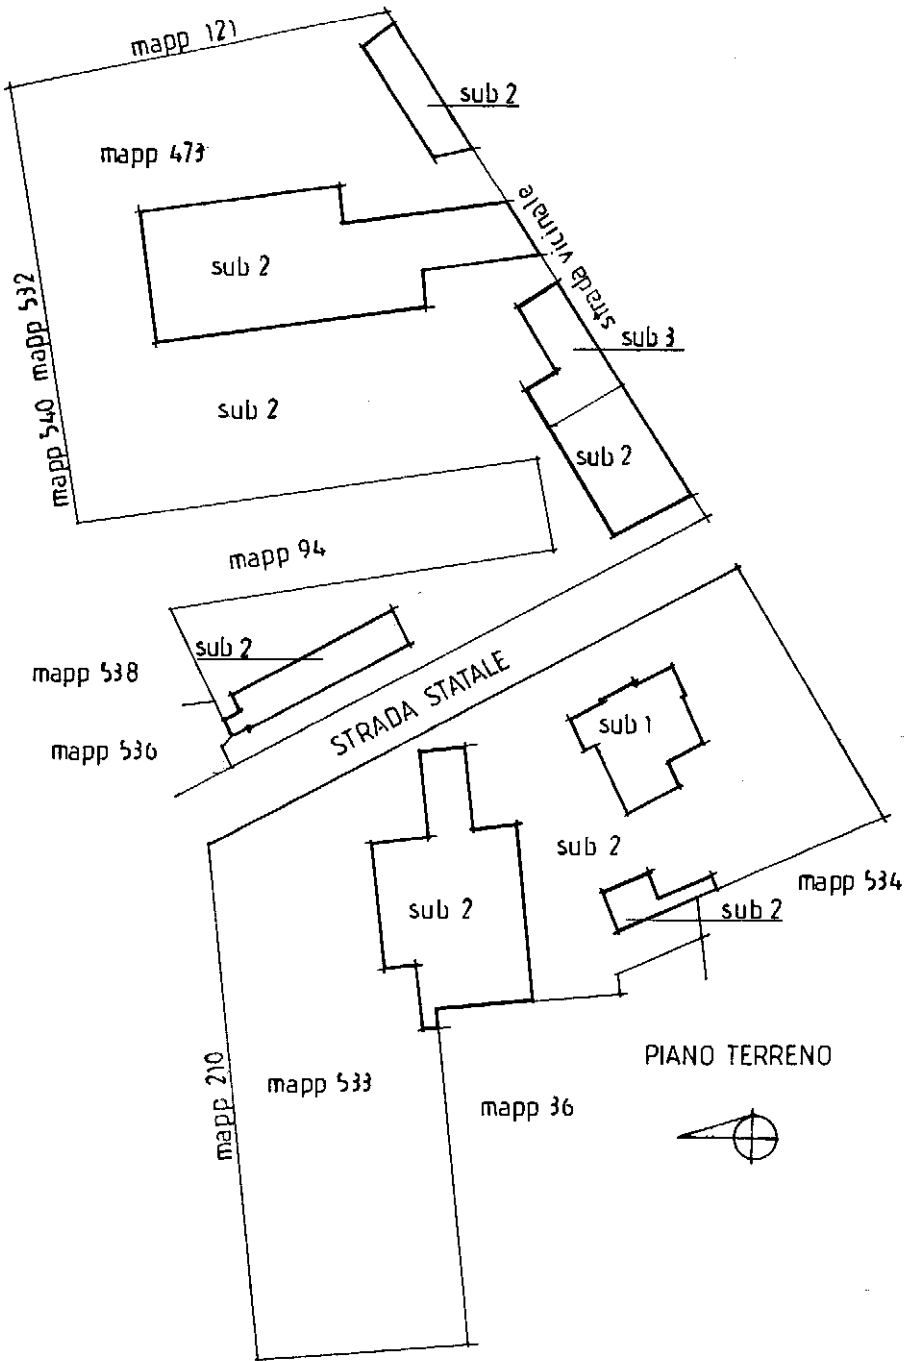 mapp 121
sub 2
mapp 473
strada vicinale
sub 2
mapp 540 mapp 532
sub 3
sub 2
sub 2
mapp 94
sub 2
mapp 538
STRADA STATALE
mapp 536
sub 1
sub 2
mapp 534
sub 2
sub 2
PIANO TERRENO
mapp 210
mapp 533
mapp 36